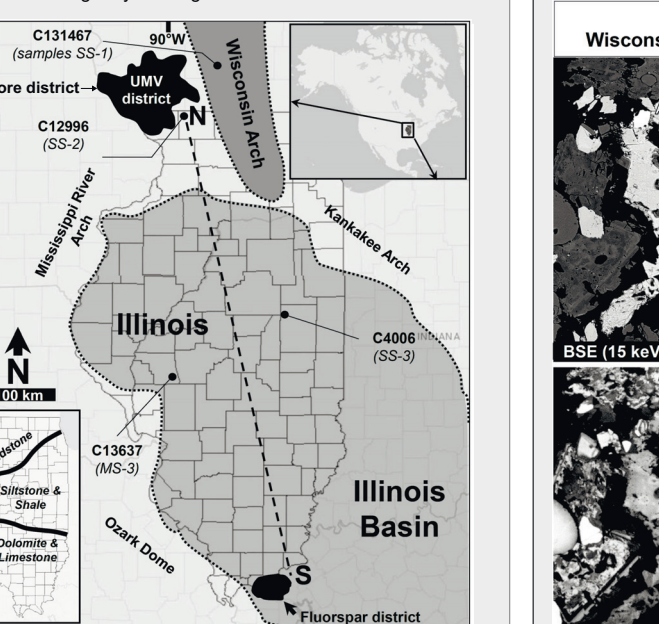 C131467
(samples SS-1)
90°W
ore district
UMV
district
Wisconsin Arch
N
C12996
(SS-2)
Mississippi River
Arch
Kankakee Arch
Illinois
C4006
(SS-3)
INDIANA
N
00 km
C13637
(MS-3)
Siltstone &
Shale
Dolomite &
Limestone
Ozark Dome
Illinois
Basin
S
Fluorspar district
BSE (15 keV